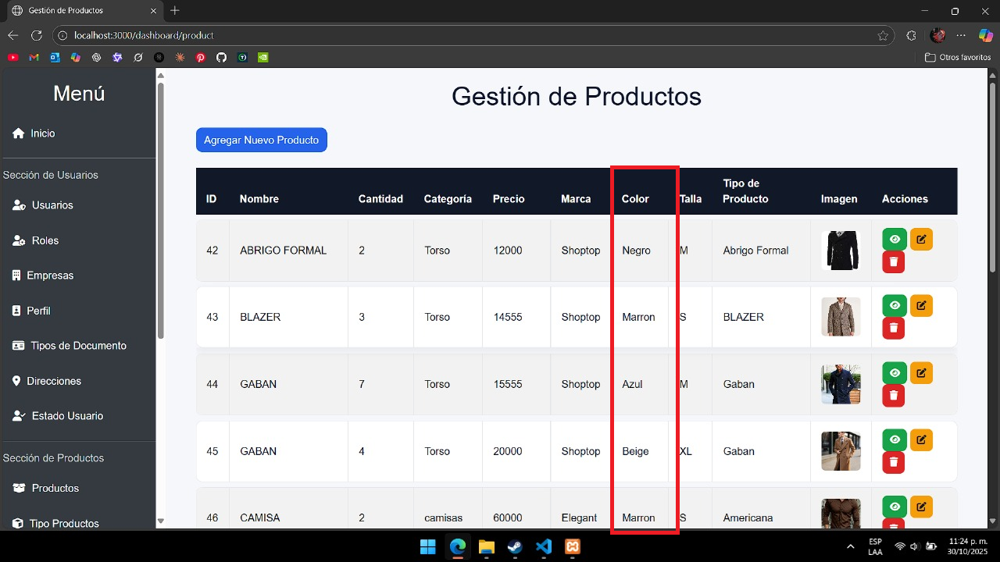 Gestión de Productos
localhost:3000/dashboard/product
Otros favoritos
Menú
Inicio
Sección de Usuarios
Usuarios
Roles
Empresas
Perfil
Tipos de Documento
Direcciones
Estado Usuario
Sección de Productos
Productos
Tipo Productos
Gestión de Productos
Agregar Nuevo Producto
ID Nombre Cantidad Categoría Precio Marca Color Talla Tipo de Producto Imagen Acciones
42 ABRIGO FORMAL 2 Torso 12000 Shoptop Negro M Abrigo Formal
43 BLAZER 3 Torso 14555 Shoptop Marron S BLAZER
44 GABAN 7 Torso 15555 Shoptop Azul M Gaban
45 GABAN 4 Torso 20000 Shoptop Beige XL Gaban
46 CAMISA 2 camisas 60000 Elegant Marron S Americana
ESP
LAA
11:24 p. m.
30/10/2025